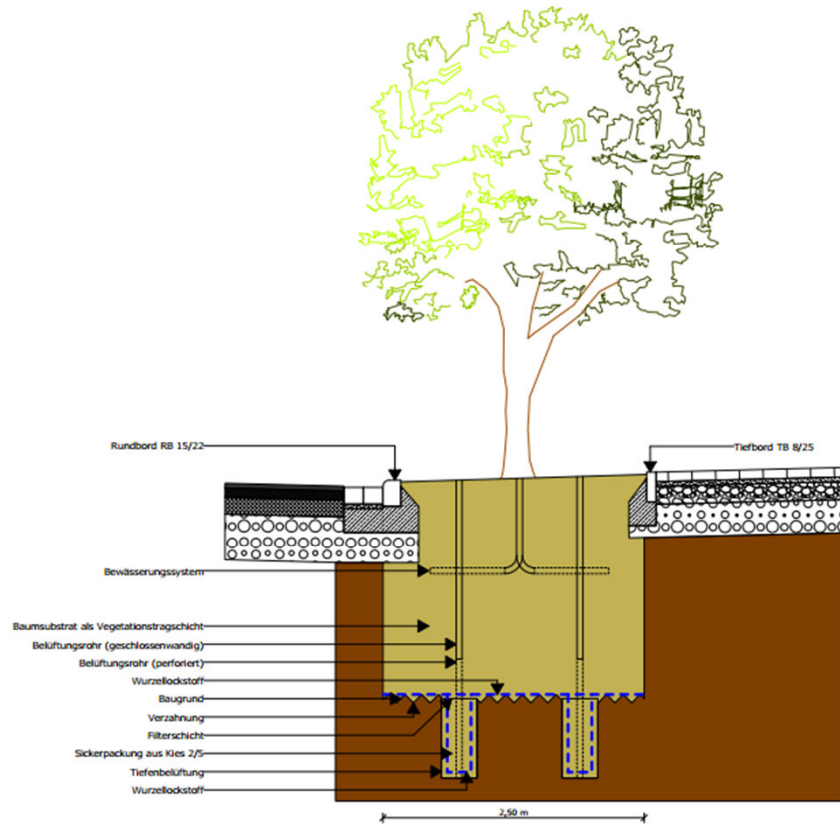 Rundbord RB 15/22
Tiefbord TB 8/25
Bewässerungssystem
Baumsubstrat als Vegetationstragschicht
Belüftungsrohr (geschlossenwandig)
Belüftungsrohr (perforiert)
Wurzellockstoff
Baugrund
Verzahnung
Filterschicht
Sickerpackung aus Kies 2/5
Tiefenbelüftung
Wurzellockstoff
2,50 m